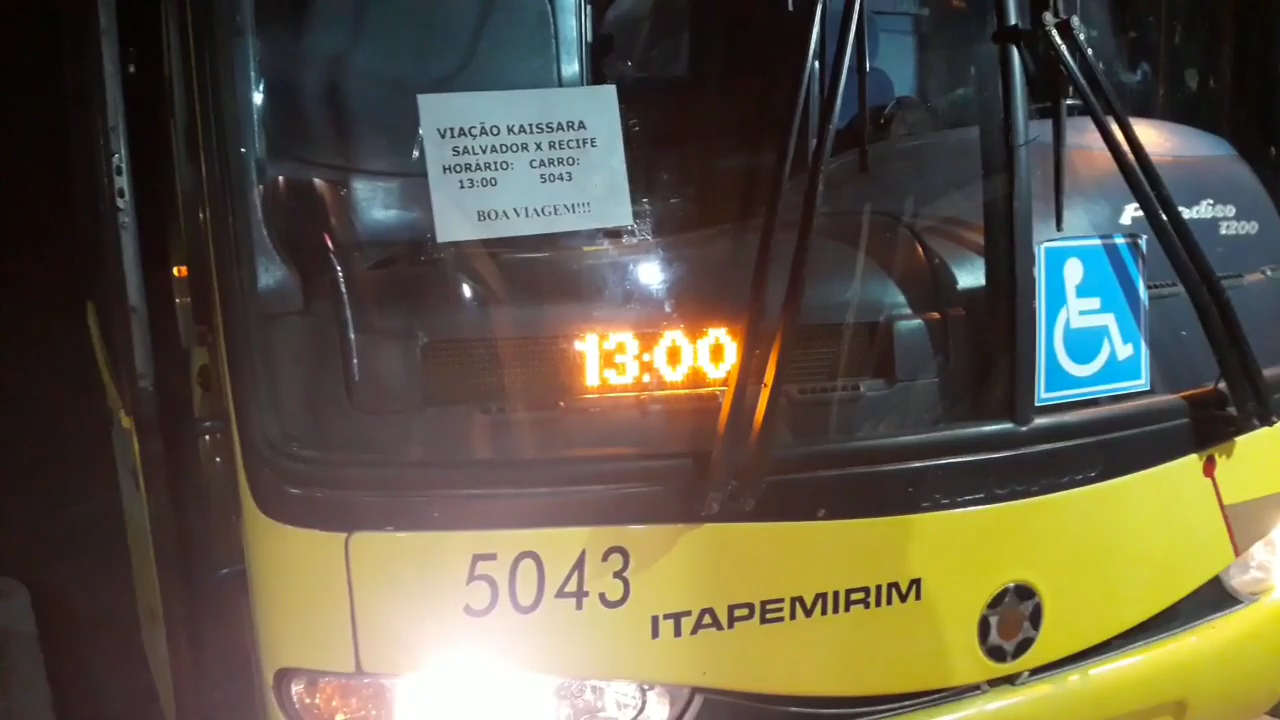 VIAÇÃO KAISSARA
SALVADOR X RECIFE
HORÁRIO: CARRO:
13:00 5043
BOA VIAGEM!!!
Paradiso
1200
13:00
5043
ITAPEMIRIM